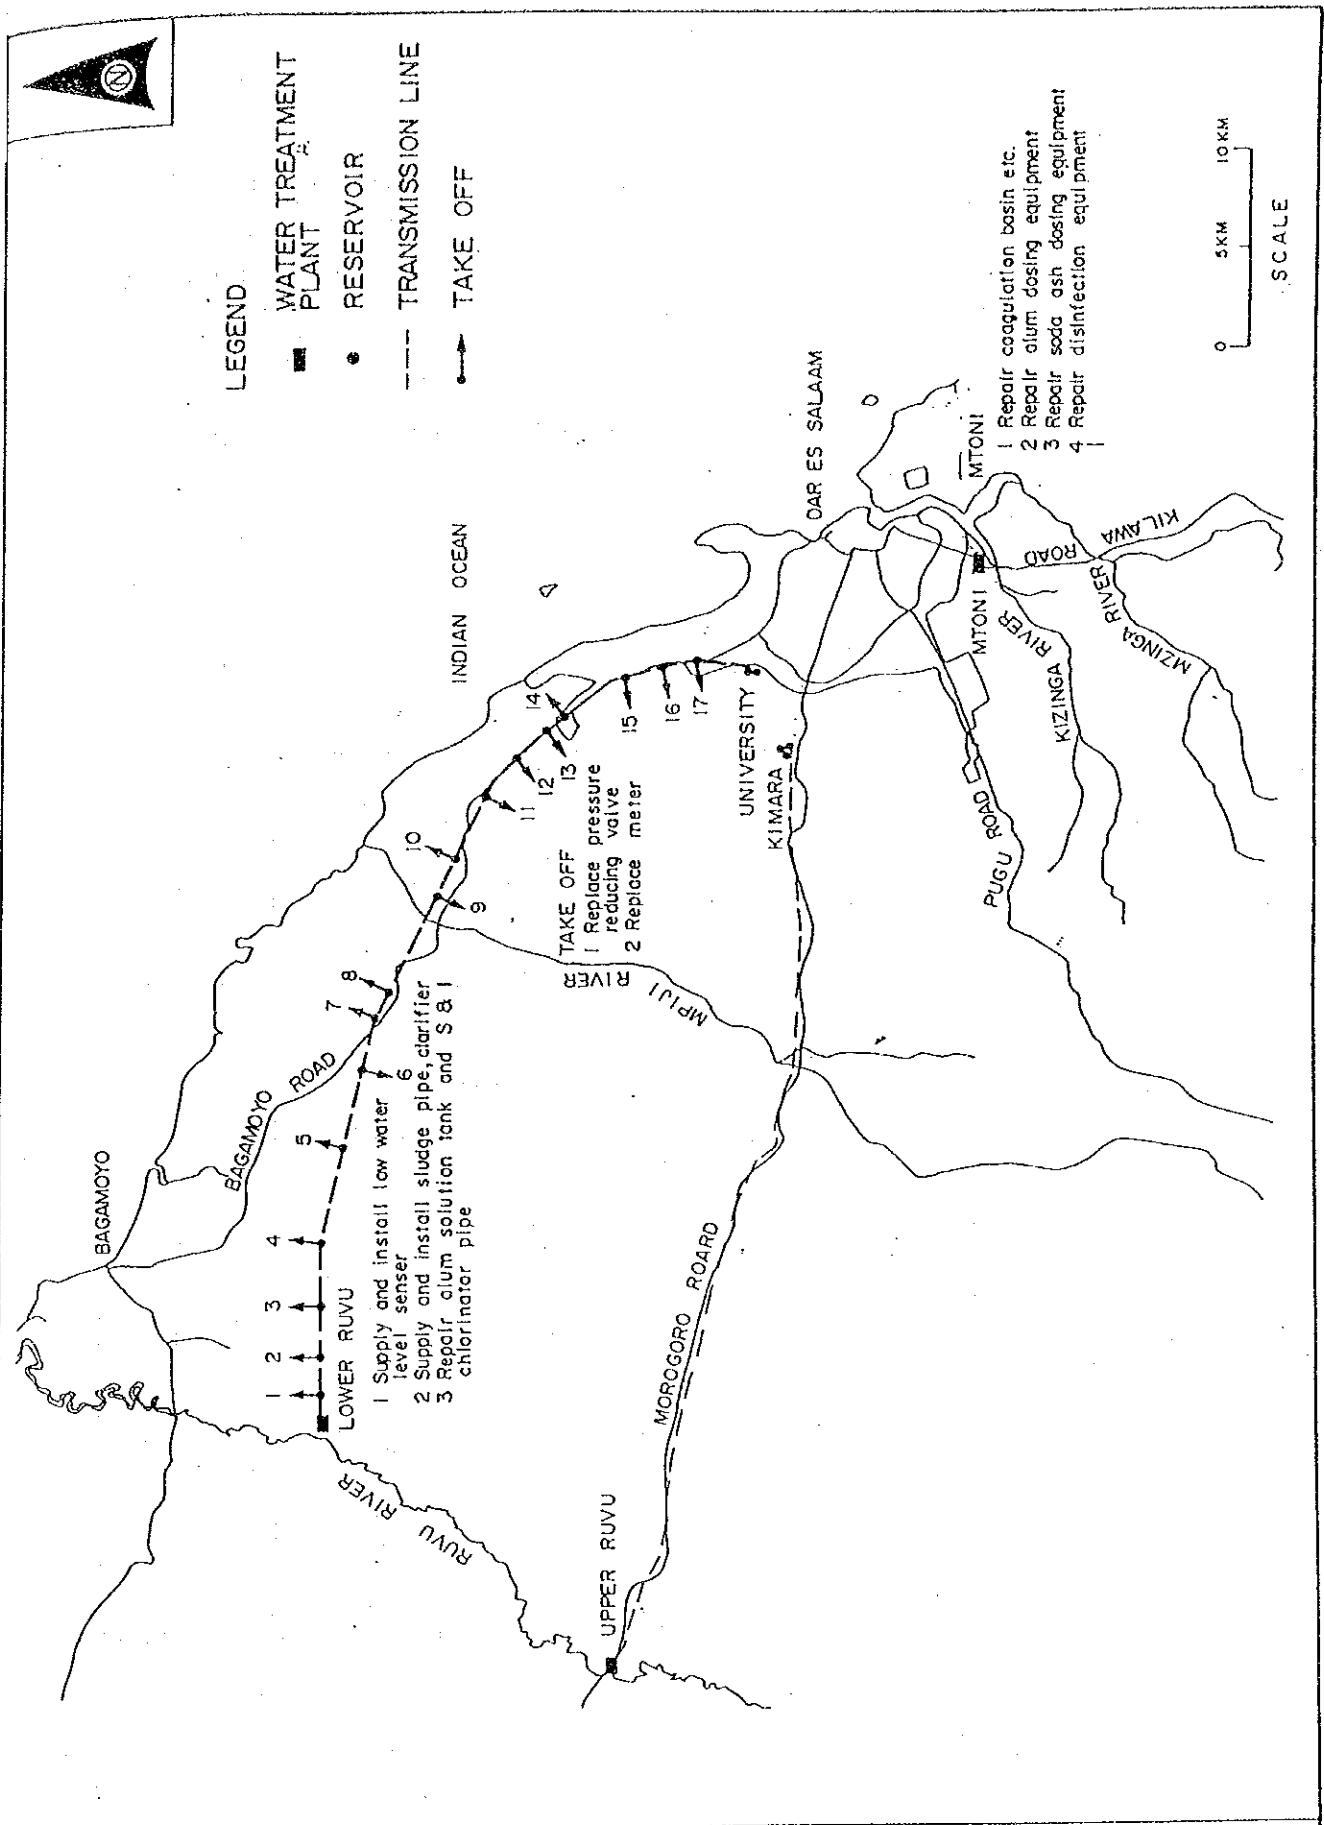 N
LEGEND
WATER TREATMENT
PLANT
RESERVOIR
TRANSMISSION LINE
TAKE OFF
BAGAMOYO
INDIAN OCEAN
BAGAMOYO ROAD
1
2
3
4
5
6
7
8
9
10
11
12
13
14
15
16
17
LOWER RUVU
1 Supply and install low water
level senser
2 Supply and install sludge pipe, clarifier
3 Repair alum solution tank and S & I
chlorinator pipe
TAKE OFF
1 Replace pressure
reducing valve
2 Replace meter
RIVER
MPIJI
RUVU RIVER
UPPER RUVU
MOROGORO ROARD
UNIVERSITY
KIMARA
DAR ES SALAAM
PUGU ROAD
MTONI
MTONI
1 Repair coagulation basin etc.
2 Repair alum dosing equipment
3 Repair soda ash dosing equipment
4 Repair disinfection equipment
KIZINGA RIVER
MZINGA RIVER
KILAWA ROAD
0 5KM 10KM
SCALE